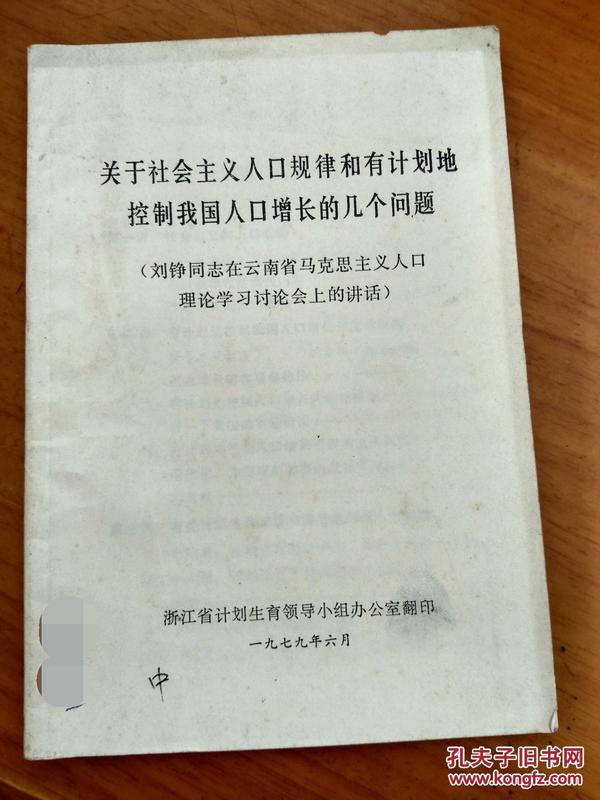 关于社会主义人口规律和有计划地
控制我国人口增长的几个问题
（刘铮同志在云南省马克思主义人口
理论学习讨论会上的讲话）
浙江省计划生育领导小组办公室翻印
一九七九年六月
中
孔夫子旧书网
www.kongfz.com